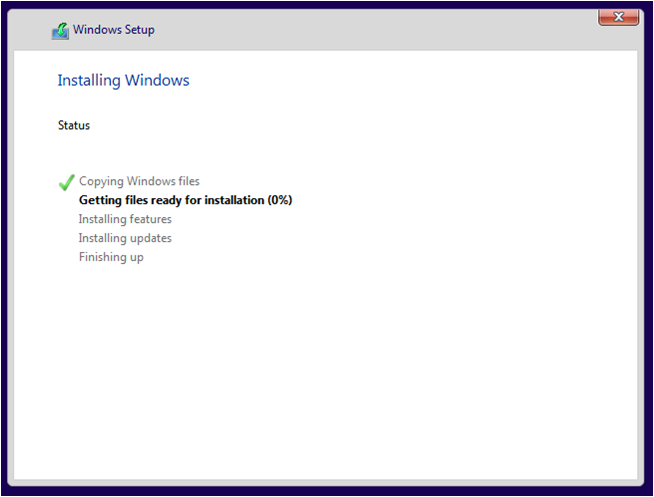 Windows Setup
Installing Windows
Status
Copying Windows files
Getting files ready for installation (0%)
Installing features
Installing updates
Finishing up